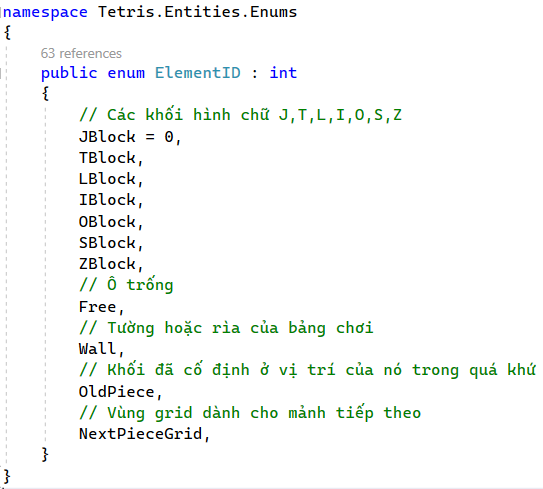 namespace Tetris.Entities.Enums
{
63 references
public enum ElementID : int
{
// Các khối hình chữ J,T,L,I,O,S,Z
JBlock = 0,
TBlock,
LBlock,
IBlock,
OBlock,
SBlock,
ZBlock,
// Ô trống
Free,
// Tường hoặc rìa của bảng chơi
Wall,
// Khối đã cố định ở vị trí của nó trong quá khứ
OldPiece,
// Vùng grid dành cho mảnh tiếp theo
NextPieceGrid,
}
}